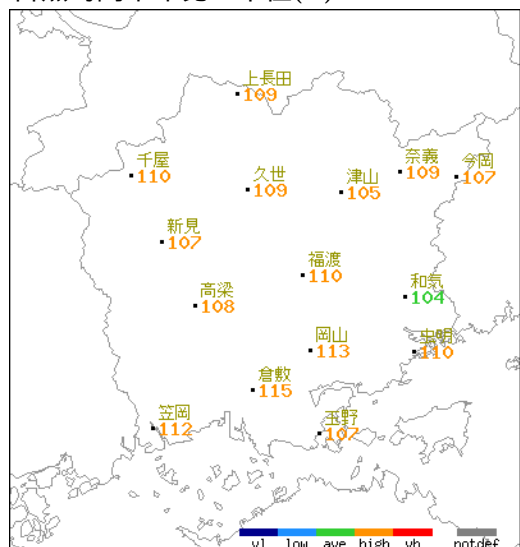 上長田
109
千屋
110
久世
109
津山
105
奈義
109
今岡
107
新見
107
福渡
110
和気
104
高梁
108
岡山
113
虫明
110
倉敷
115
笠岡
112
玉野
107
vl low ave high vh notdef